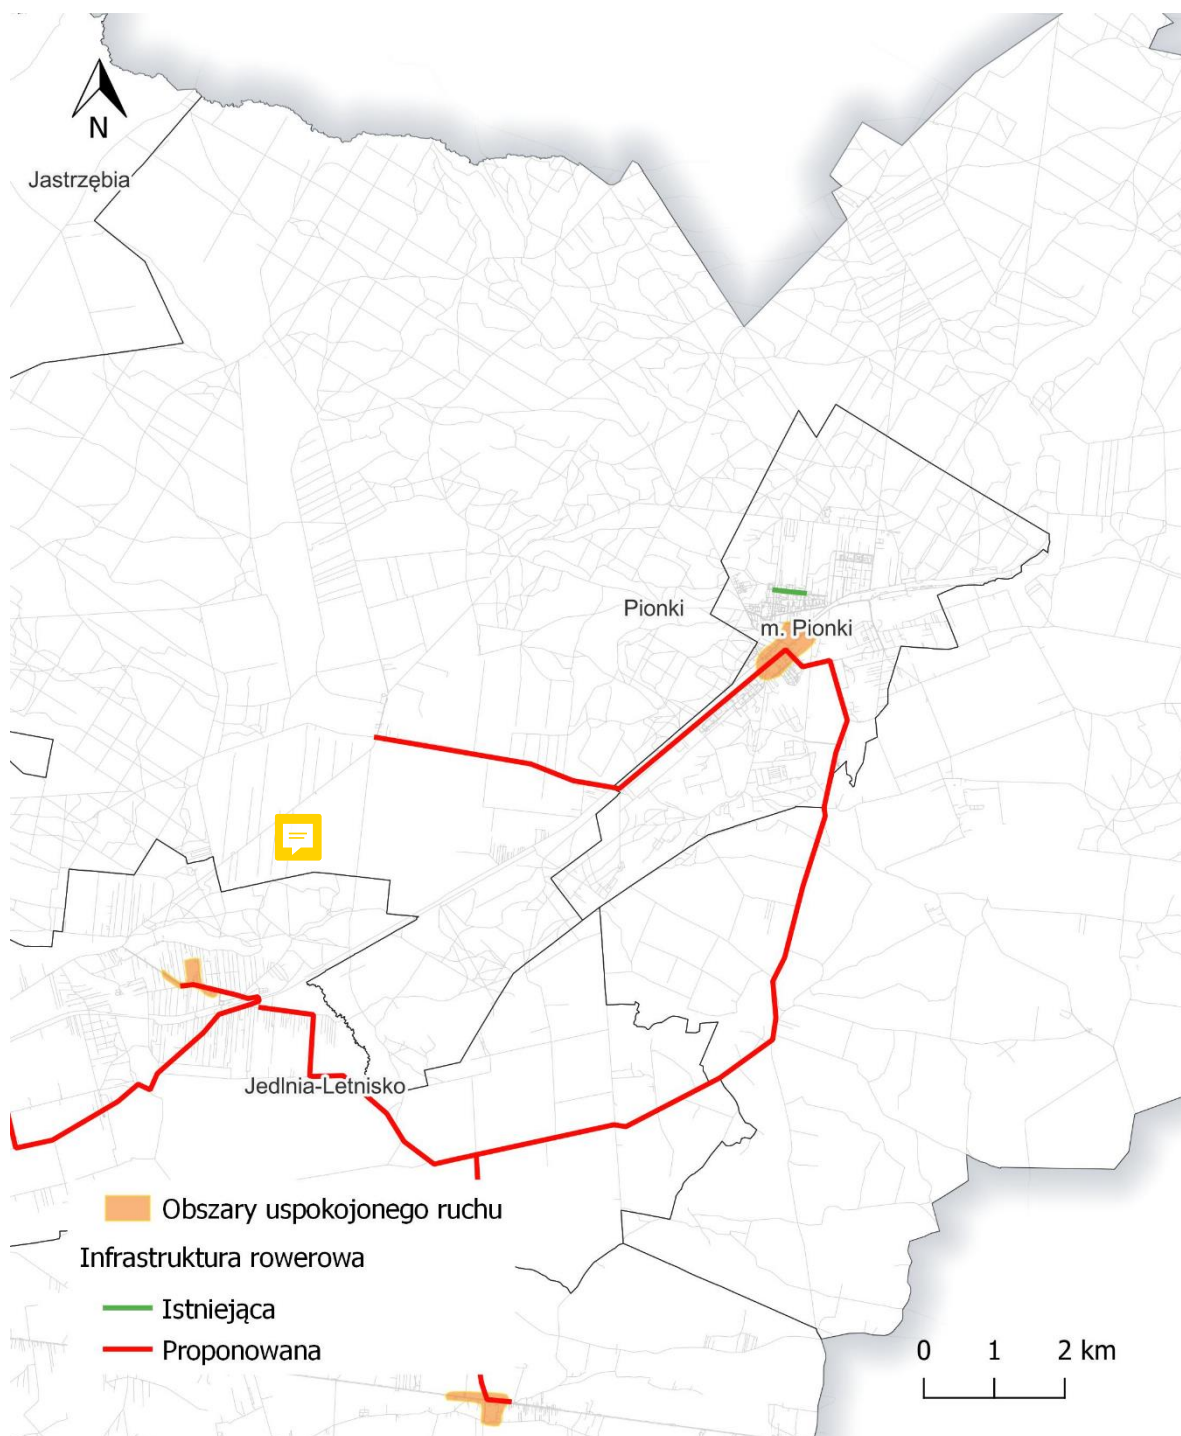 N
Jastrzębia
Pionki
m. Pionki
Jedlnia-Letnisko
Obszary uspokojonego ruchu
Infrastruktura rowerowa
Istniejąca
Proponowana
0 1 2 km